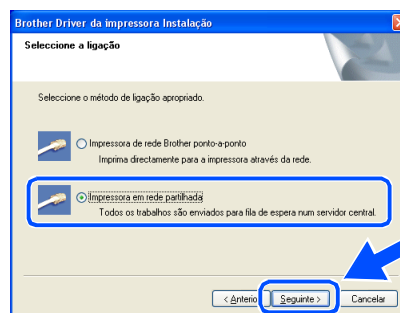 Brother Driver da impressora Instalação
Seleccione a ligação
Seleccione o método de ligação apropriado.
Impressora de rede Brother ponto-a-ponto
Imprima directamente para a impressora através da rede.
Impressora em rede partilhada
Todos os trabalhos são enviados para fila de espera num servidor central.
< Anterio Seguinte > Cancelar